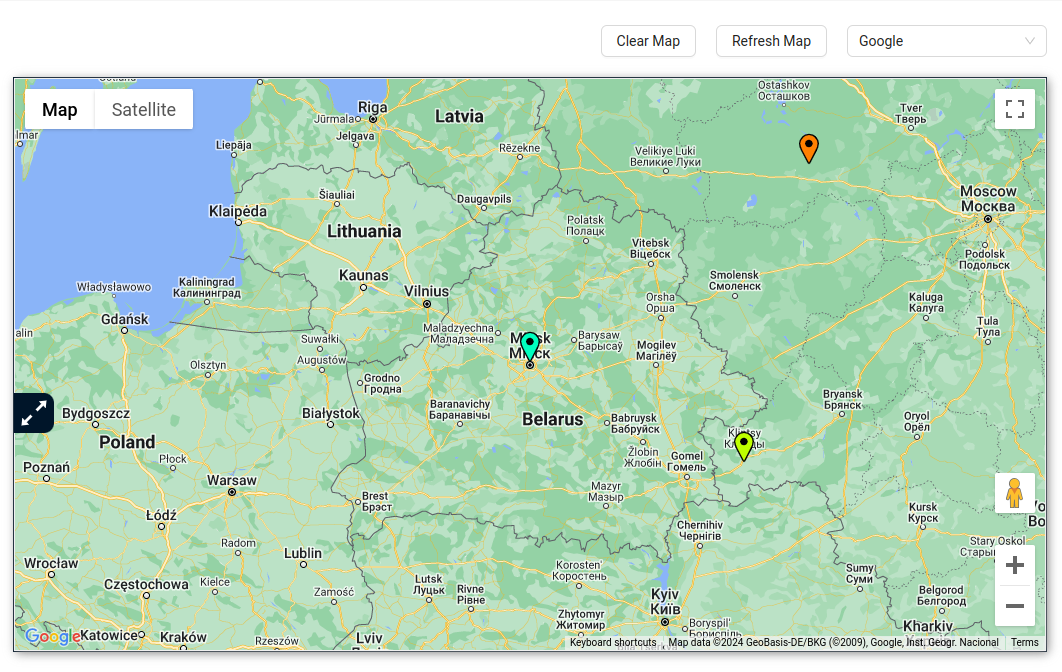 Clear Map
Refresh Map
Google
Map
Satellite
Ostashkov
Осташков
Tver
Тверь
Riga
Jūrmala
Latvia
Jelgava
Liepāja
Rēzekne
Velikiye Luki
Великие Луки
Moscow
Москва
Šiauliai
Daugavpils
Klaipėda
Lithuania
Polatsk
Полацк
Vitebsk
Віцебск
Podolsk
Подольск
Kaunas
Smolensk
Смоленск
Kaliningrad
Калининград
Władysławowo
Vilnius
Orsha
Орша
Kaluga
Калуга
Gdańsk
Tula
Тула
Maladzyechna
Маладзечна
Barysaw
Барысаў
Suwałki
Mogilev
Магілёў
Augustów
Olsztyn
Grodno
Гродна
Bryansk
Брянск
Baranavichy
Баранавічы
Białystok
Bydgoszcz
Belarus
Babruysk
Бабруйск
Oryol
Орёл
Poland
Žlobin
Жлобін
Gomel
Гомель
Płock
Poznań
Warsaw
Mazyr
Мазыр
Brest
Брэст
Kursk
Курск
Łódź
Chernihiv
Чернігів
Radom
Lublin
Stary Oskol
Wrocław
Korosten'
Коростень
Sumy
Суми
Częstochowa
Kielce
Zamość
Lutsk
Луцьк
Rivne
Рівне
Kyiv
Київ
Belgorod
Белгород
Zhytomyr
Житомир
Boryspil'
Бориспіль
Kharkiv
Google
Katowice
Kraków
Rzeszów
Lviv
Keyboard shortcuts
Map data ©2024 GeoBasis-DE/BKG (©2009), Google, Inst. Geogr. Nacional
Terms